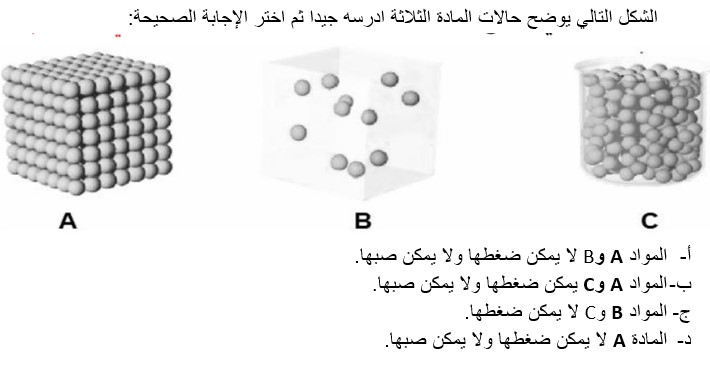 الشكل التالي يوضح حالات المادة الثلاثة ادرسه جيدا ثم اختر الإجابة الصحيحة:
A B C
أ- المواد A وB لا يمكن ضغطها ولا يمكن صبها.
ب-المواد A وC يمكن ضغطها ولا يمكن صبها.
ج- المواد B وC لا يمكن ضغطها.
د- المادة A لا يمكن ضغطها ولا يمكن صبها.